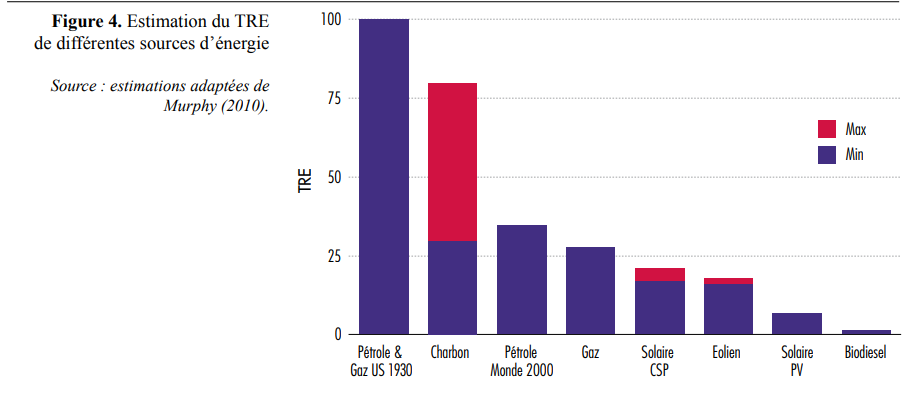 Figure 4. Estimation du TRE
de différentes sources d’énergie
Source : estimations adaptées de
Murphy (2010).
100
75
50
25
0
TRE
Max
Min
Pétrole &
Gaz US 1930
Charbon
Pétrole
Monde 2000
Gaz
Solaire
CSP
Eolien
Solaire
PV
Biodiesel